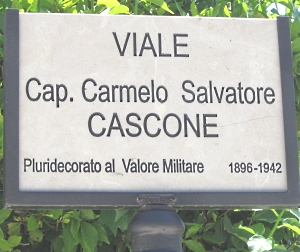 VIALE
Cap. Carmelo Salvatore
CASCONE
Pluridecorato al Valore Militare 1896-1942